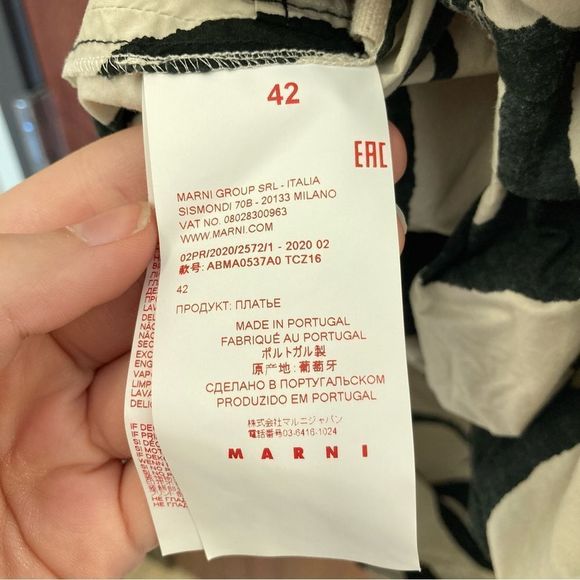 42
EAC
MARNI GROUP SRL - ITALIA
SISMONDI 70B - 20133 MILANO
VAT NO. 08028300963
WWW.MARNI.COM
02PR/2020/2572/1 - 2020 02
款号: ABMA0537A0 TCZ16
42
ПРОДУКТ: ПЛАТЬЕ
MADE IN PORTUGAL
FABRIQUÉ AU PORTUGAL
ポルトガル製
原产地: 葡萄牙
СДЕЛАНО В ПОРТУГАЛЬСКОМ
PRODUZIDO EM PORTUGAL
株式会社マルニジャパン
電話番号03-6416-1024
MARNI